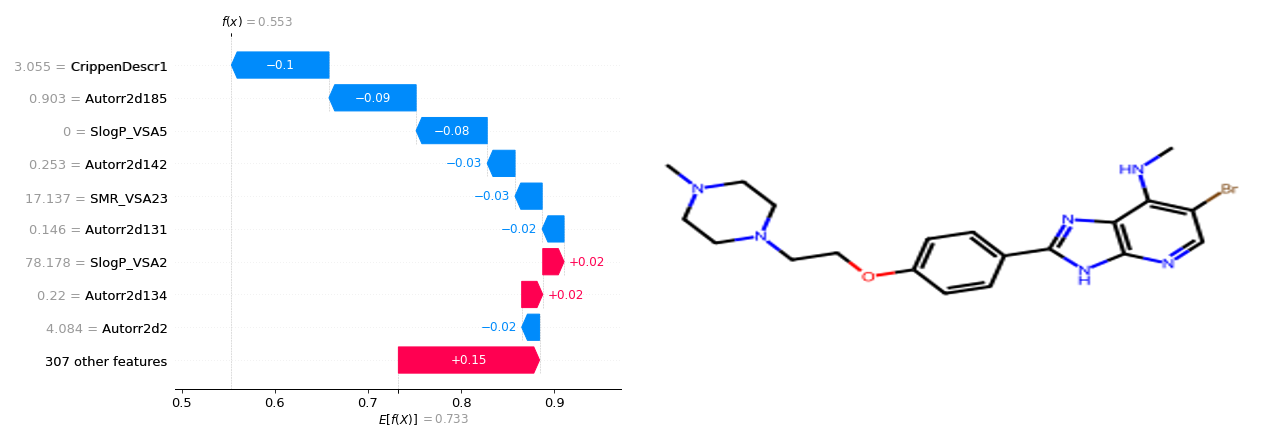 f(x) = 0.553
3.055 = CrippenDescr1
−0.1
0.903 = Autorr2d185
−0.09
0 = SlogP_VSA5
−0.08
0.253 = Autorr2d142
−0.03
17.137 = SMR_VSA23
−0.03
0.146 = Autorr2d131
−0.02
78.178 = SlogP_VSA2
+0.02
0.22 = Autorr2d134
+0.02
4.084 = Autorr2d2
−0.02
307 other features
+0.15
0.5 0.6 0.7 0.8 0.9
E[f(X)] = 0.733
HN
Br
N
N
N
O
N
H
N